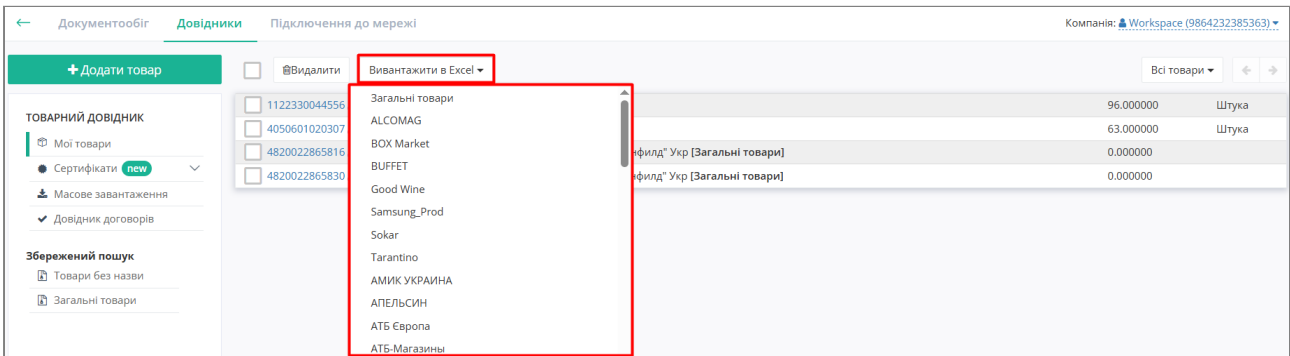 Документообіг Довідники Підключення до мережі Компанія: Workspace (9864232385363)
Додати товар Видалити Вивантажити в Excel Всі товари
ТОВАРНИЙ ДОВІДНИК
Мої товари
Сертифікати new
Масове завантаження
Довідник договорів
Збережений пошук
Товари без назви
Загальні товари
Загальні товари
ALCOMAG
BOX Market
BUFFET
Good Wine
Samsung_Prod
Sokar
Tarantino
АМИК УКРАИНА
АПЕЛЬСИН
АТБ Європа
АТБ-Магазины
1122330044556 96.000000 Штука
4050601020307 63.000000 Штука
4820022865816 нфилд" Укр [Загальні товари] 0.000000
4820022865830 нфилд" Укр [Загальні товари] 0.000000